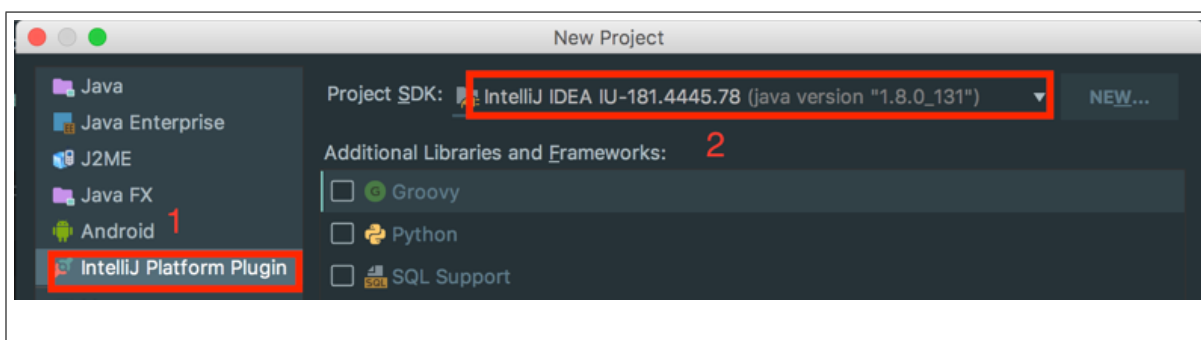 New Project
Java
Java Enterprise
J2ME
Java FX
Android 1
IntelliJ Platform Plugin
Project SDK: IntelliJ IDEA IU-181.4445.78 (java version "1.8.0_131") NEW...
2
Additional Libraries and Frameworks:
Groovy
Python
SQL Support